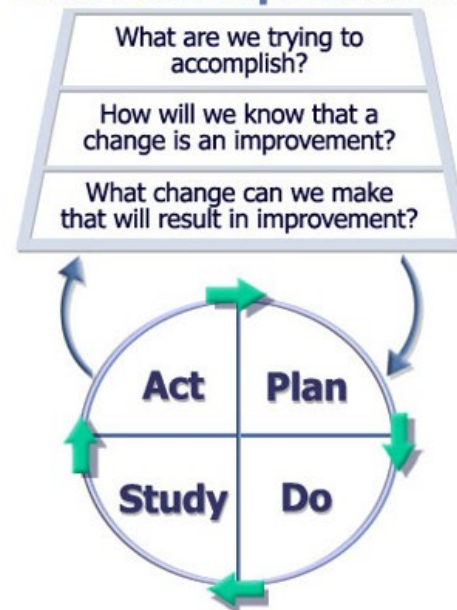 What are we trying to
accomplish?
How will we know that a
change is an improvement?
What change can we make
that will result in improvement?
Act
Plan
Study
Do